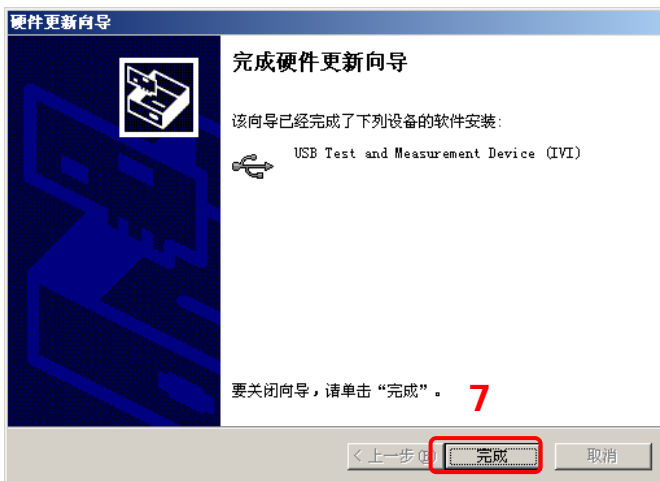 硬件更新向导
完成硬件更新向导
该向导已经完成了下列设备的软件安装:
USB Test and Measurement Device (IVI)
要关闭向导，请单击“完成”。
7
< 上一步(B) 完成 取消